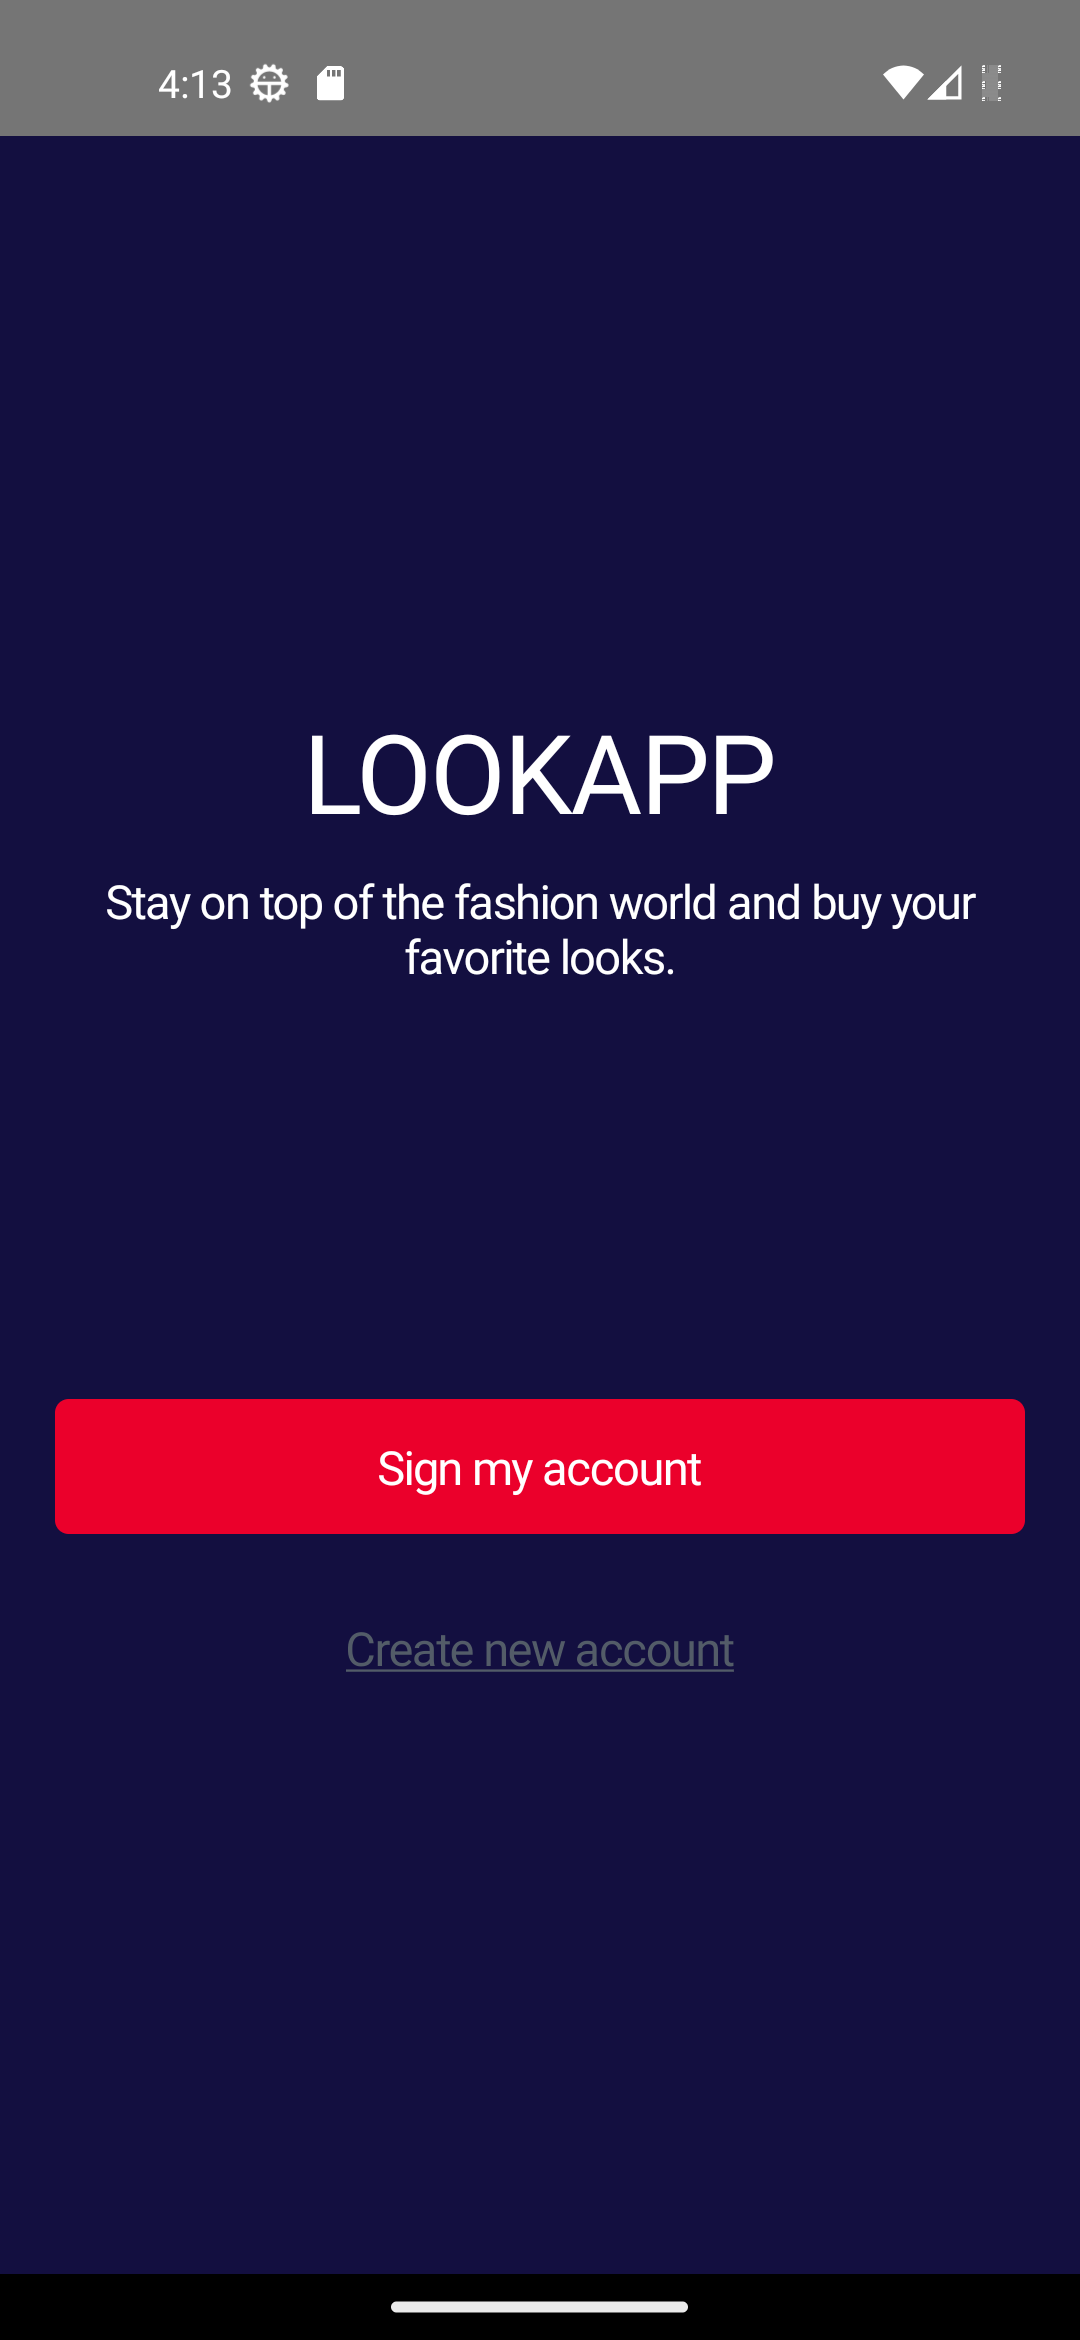 4:13
LOOKAPP
Stay on top of the fashion world and buy your
favorite looks.
Sign my account
Create new account